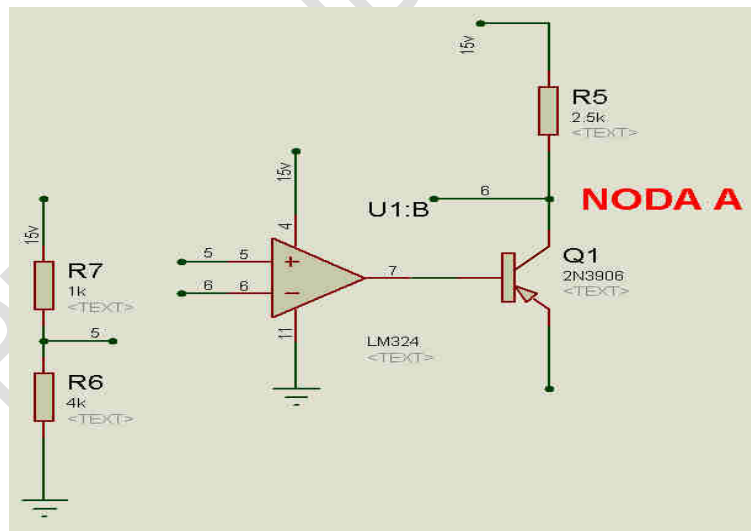 15v
R5
2.5k
<TEXT>
6
NODA A
U1:B
15v
4
15v
5
5
+
7
Q1
2N3906
<TEXT>
6
6
−
R7
1k
<TEXT>
5
11
LM324
<TEXT>
R6
4k
<TEXT>